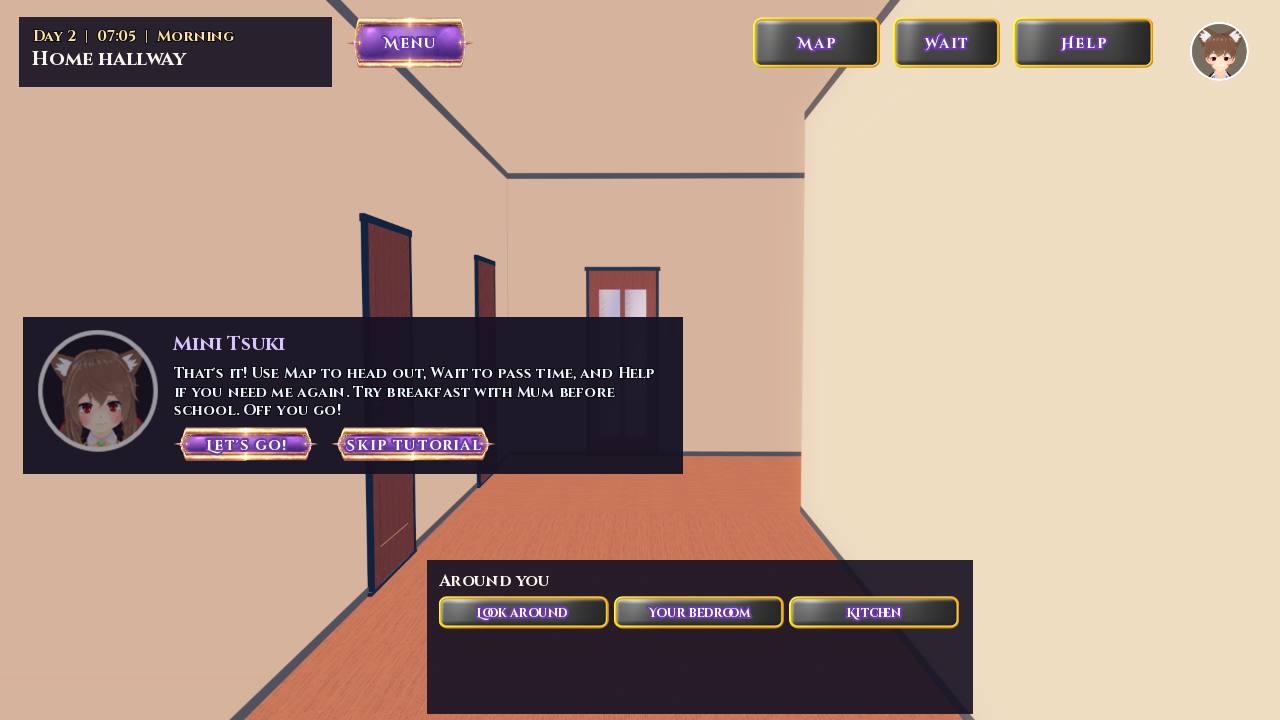 Day 2 | 07:05 | Morning
Home hallway
Menu
Map
Wait
Help
Mini Tsuki
That's it! Use Map to head out, Wait to pass time, and Help
if you need me again. Try breakfast with Mum before
school. Off you go!
Let's go!
Skip tutorial
Around you
Look around
Your bedroom
Kitchen